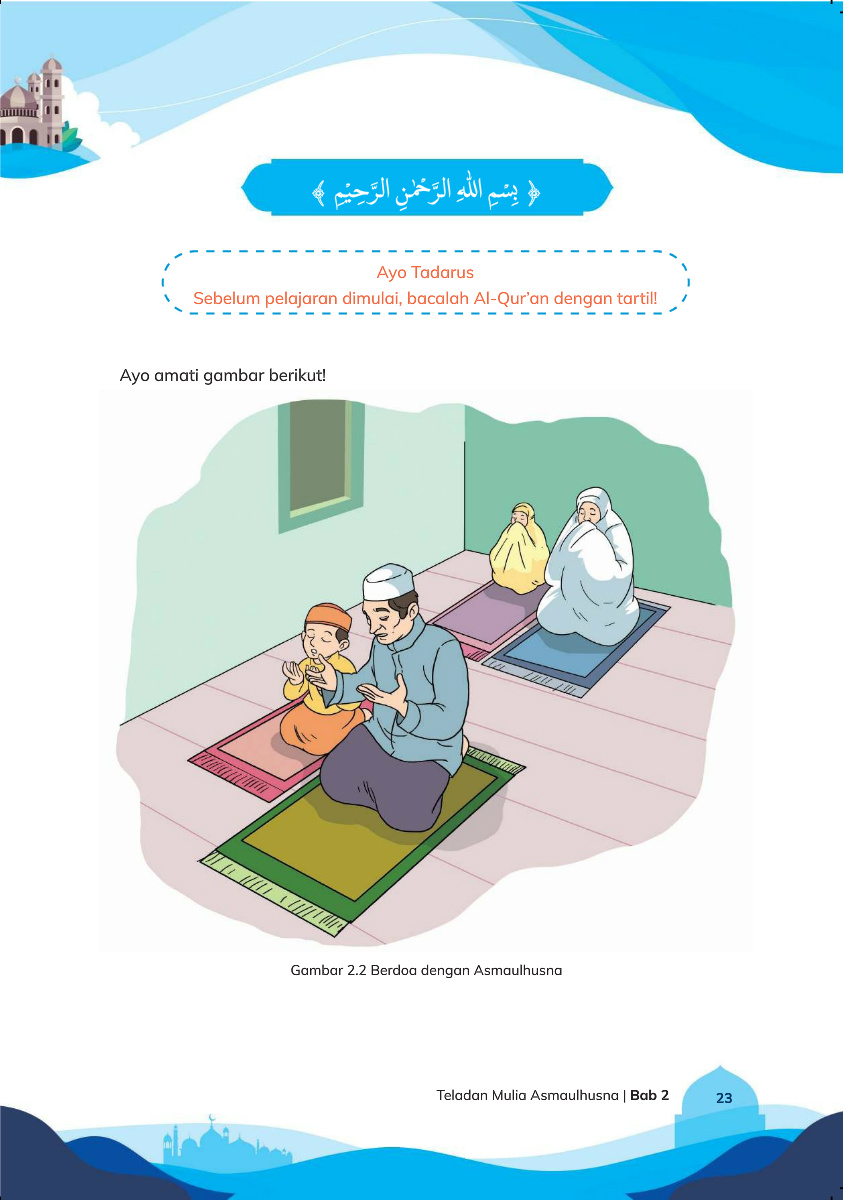 ﴿ بِسْمِ اللّٰهِ الرَّحْمٰنِ الرَّحِيْمِ ﴾
Ayo Tadarus
Sebelum pelajaran dimulai, bacalah Al-Qur’an dengan tartil!
Ayo amati gambar berikut!
Gambar 2.2 Berdoa dengan Asmaulhusna
Teladan Mulia Asmaulhusna | Bab 2
23